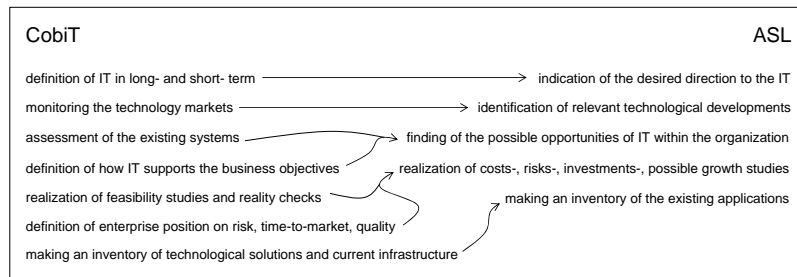 CobiT ASL
definition of IT in long- and short- term indication of the desired direction to the IT
monitoring the technology markets identification of relevant technological developments
assessment of the existing systems finding of the possible opportunities of IT within the organization
definition of how IT supports the business objectives realization of costs-, risks-, investments-, possible growth studies
realization of feasibility studies and reality checks making an inventory of the existing applications
definition of enterprise position on risk, time-to-market, quality
making an inventory of technological solutions and current infrastructure